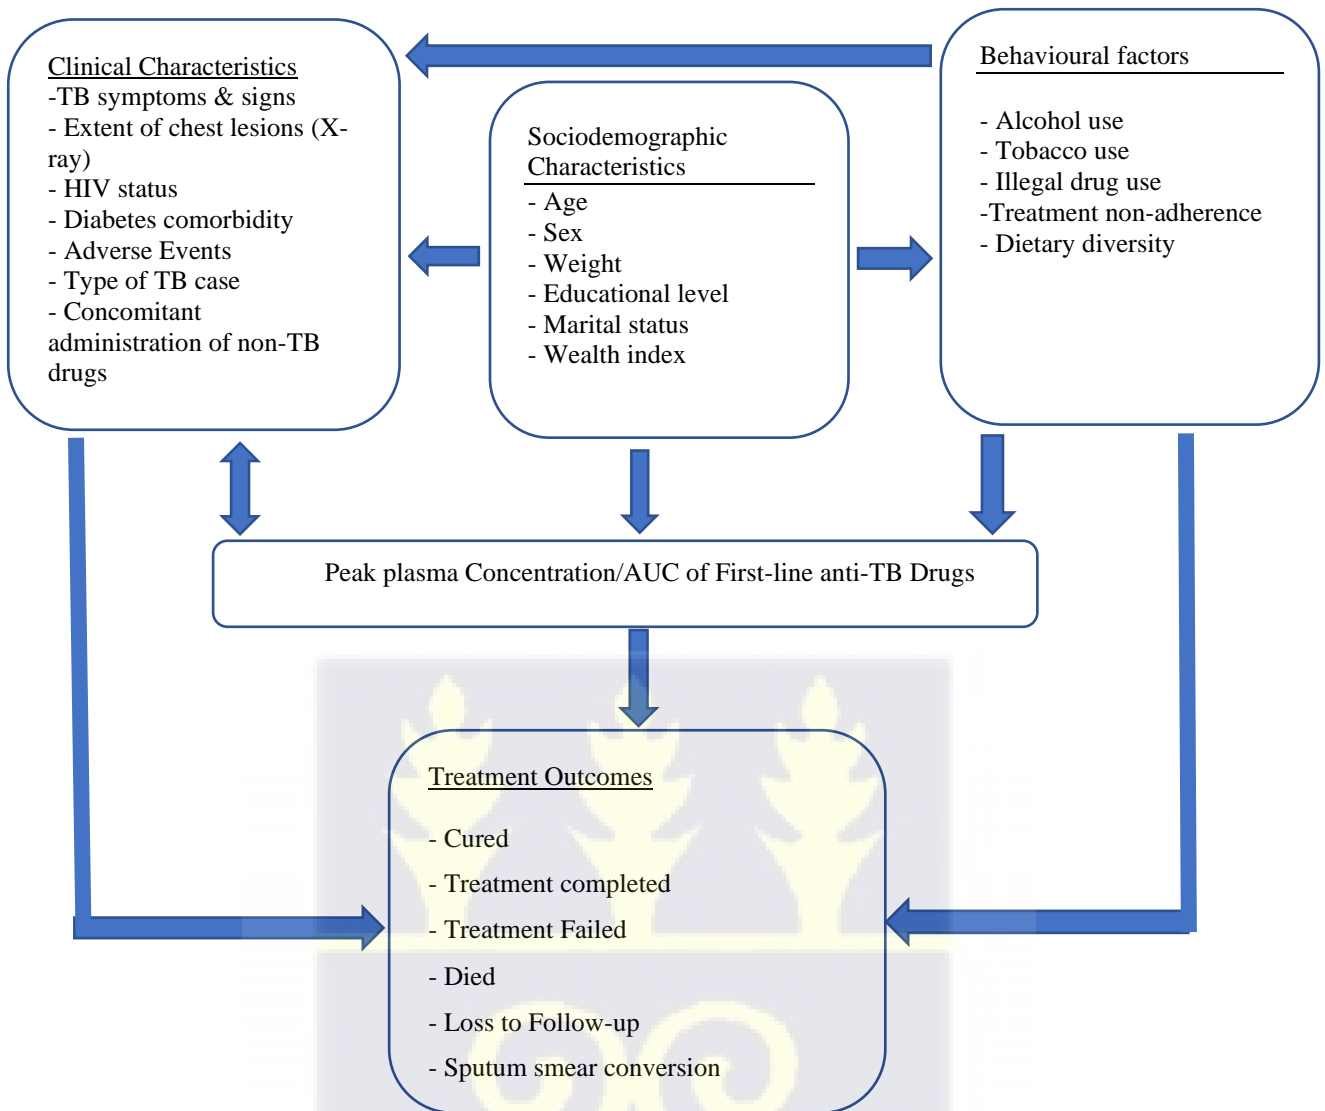 Clinical Characteristics
-TB symptoms & signs
- Extent of chest lesions (X-
ray)
- HIV status
- Diabetes comorbidity
- Adverse Events
- Type of TB case
- Concomitant
administration of non-TB
drugs
Sociodemographic
Characteristics
- Age
- Sex
- Weight
- Educational level
- Marital status
- Wealth index
Behavioural factors
- Alcohol use
- Tobacco use
- Illegal drug use
-Treatment non-adherence
- Dietary diversity
Peak plasma Concentration/AUC of First-line anti-TB Drugs
Treatment Outcomes
- Cured
- Treatment completed
- Treatment Failed
- Died
- Loss to Follow-up
- Sputum smear conversion